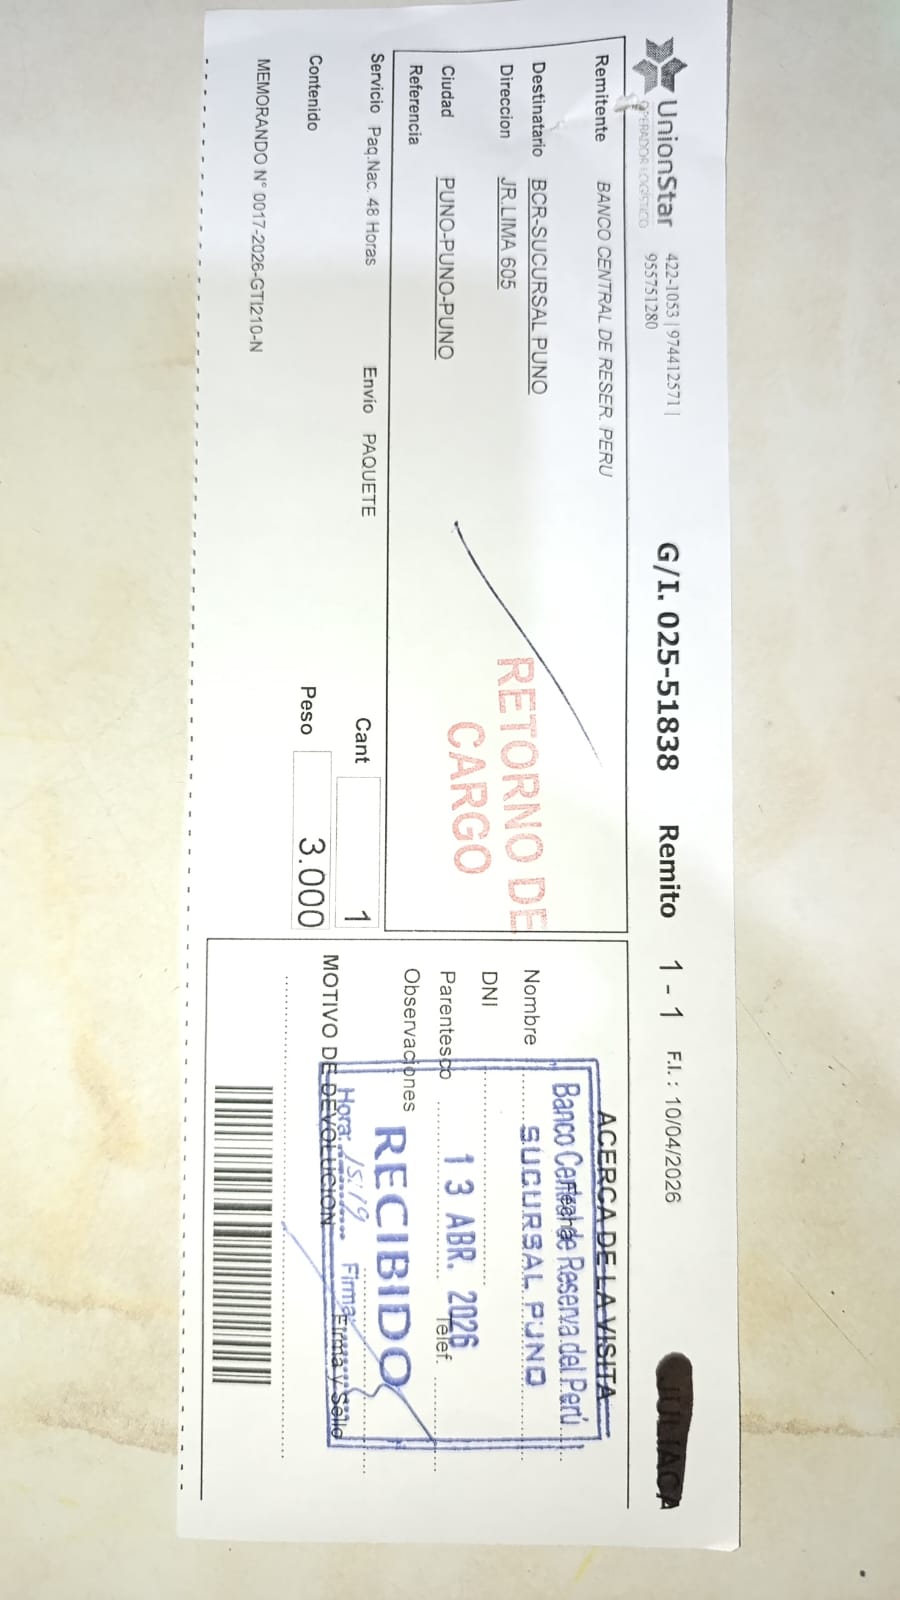 UnionStar
OPERADOR LOGÍSTICO
422-1053 | 974412571 |
955751280
G/I. 025-51838 Remito 1 - 1 F.I. : 10/04/2026 JULIACA
Remitente BANCO CENTRAL DE RESER. PERU
Destinatario BCR-SUCURSAL PUNO
Direccion JR.LIMA 605
Ciudad PUNO-PUNO-PUNO
Referencia
RETORNO DE
CARGO
Servicio Paq.Nac. 48 Horas Envío PAQUETE Cant 1
Contenido Peso 3.000
MEMORANDO N° 0017-2026-GTI210-N
ACERCA DE LA VISITA
Nombre
DNI
Parentesco Telef.
Observaciones
Firma y Sello
MOTIVO DE DEVOLUCION
Banco Central de Reserva del Perú
SUCURSAL PUNO
13 ABR. 2026
RECIBIDO
Hora: 15:19 Firma